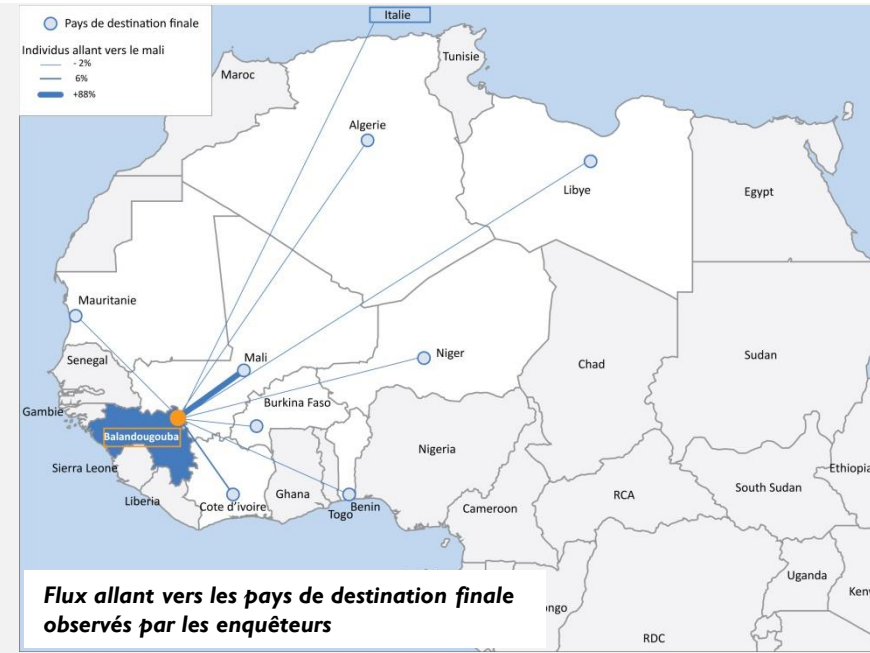 Italie
Pays de destination finale
Individus allant vers le mali
- 2%
6%
+88%
Tunisie
Maroc
Algerie
Libye
Egypt
Mauritanie
Niger
Mali
Chad
Sudan
Senegal
Burkina Faso
Gambie
Balandougouba
Nigeria
Sierra Leone
Ethiopia
South Sudan
Liberia
Cote d'ivoire
Ghana
RCA
Togo
Benin
Cameroon
Uganda
Flux allant vers les pays de destination finale
observés par les enquêteurs
ongo
Ken
RDC